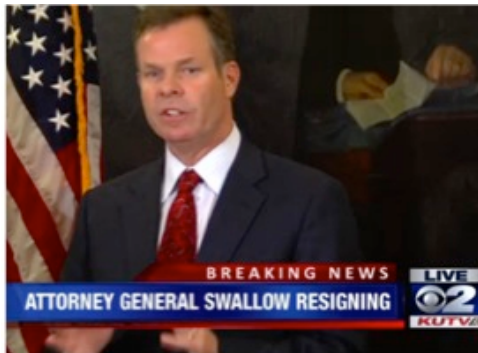 BREAKING NEWS
LIVE
ATTORNEY GENERAL SWALLOW RESIGNING
2
KUTV